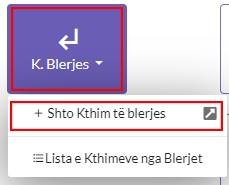 K. Blerjes
+ Shto Kthim të blerjes
Lista e Kthimeve nga Blerjet